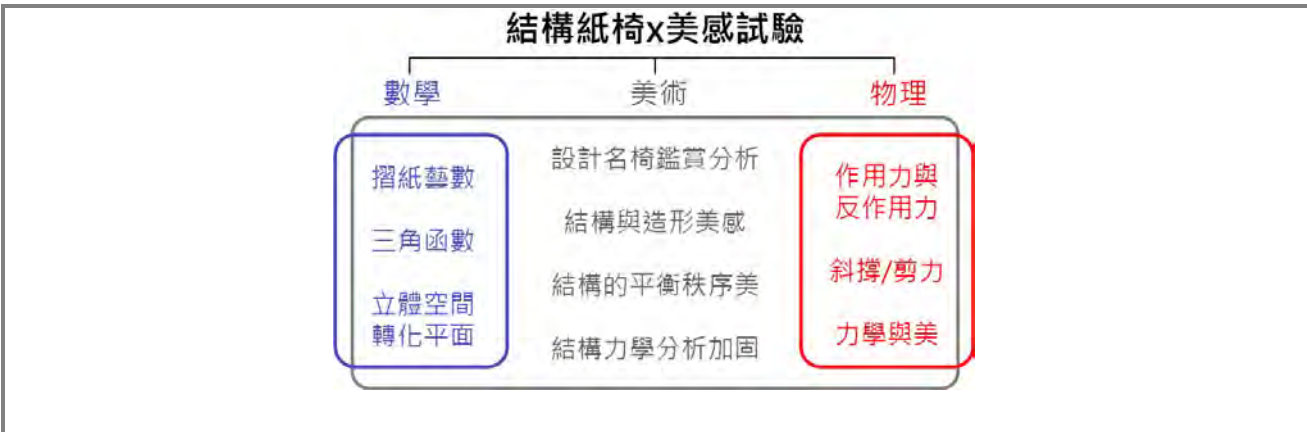 結構紙椅x美感試驗
數學
美術
物理
摺紙藝數
三角函數
立體空間
轉化平面
設計名椅鑑賞分析
結構與造形美感
結構的平衡秩序美
結構力學分析加固
作用力與
反作用力
斜撐/剪力
力學與美